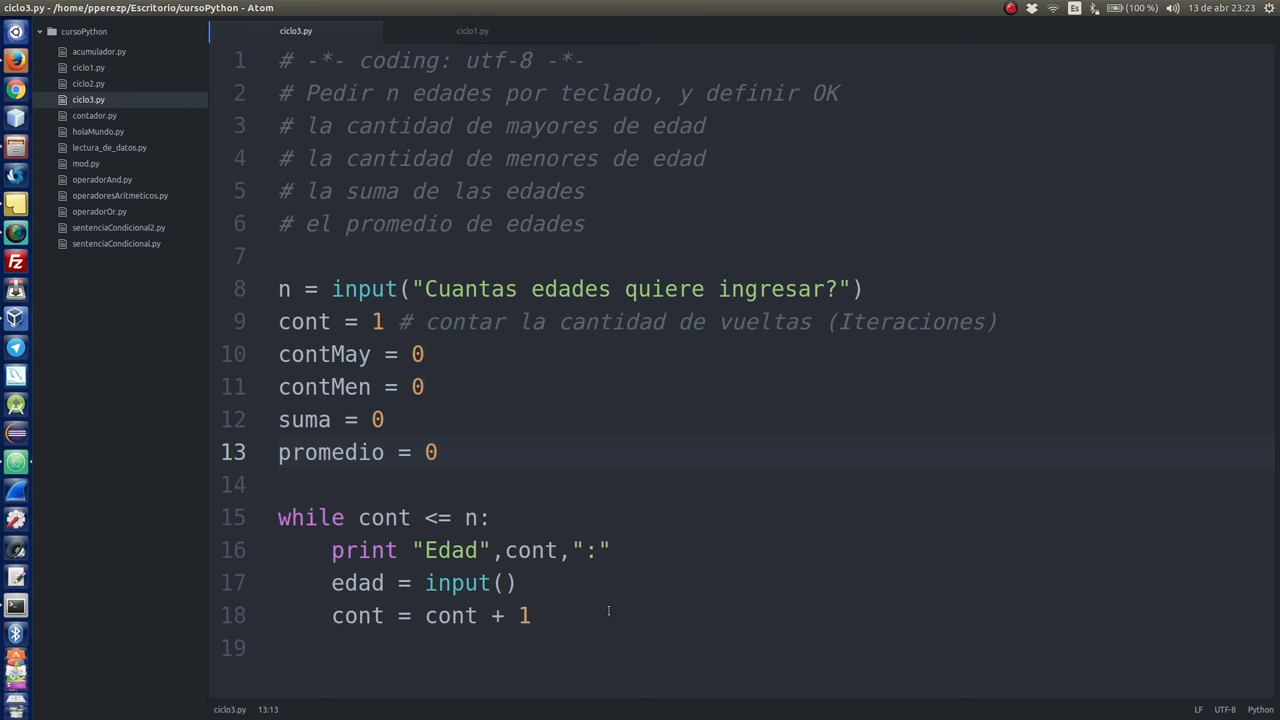 ciclo3.py - ~/Escritorio/cursoPython - Atom
Es
(100 %)
13 de abr 23:23
cursoPython
acumulador.py
ciclo1.py
ciclo2.py
ciclo3.py
contador.py
holaMundo.py
lectura_de_datos.py
mod.py
operadorAnd.py
operadoresAritmeticos.py
operadorOr.py
sentenciaCondicional2.py
sentenciaCondicional.py
ciclo3.py
ciclo1.py
1 # -*- coding: utf-8 -*-
2 # Pedir n edades por teclado, y definir OK
3 # la cantidad de mayores de edad
4 # la cantidad de menores de edad
5 # la suma de las edades
6 # el promedio de edades
7
8 n = input("Cuantas edades quiere ingresar?")
9 cont = 1 # contar la cantidad de vueltas (Iteraciones)
10 contMay = 0
11 contMen = 0
12 suma = 0
13 promedio = 0
14
15 while cont <= n:
16 print "Edad",cont,":"
17 edad = input()
18 cont = cont + 1
19
ciclo3.py 13:13
LF UTF-8 Python